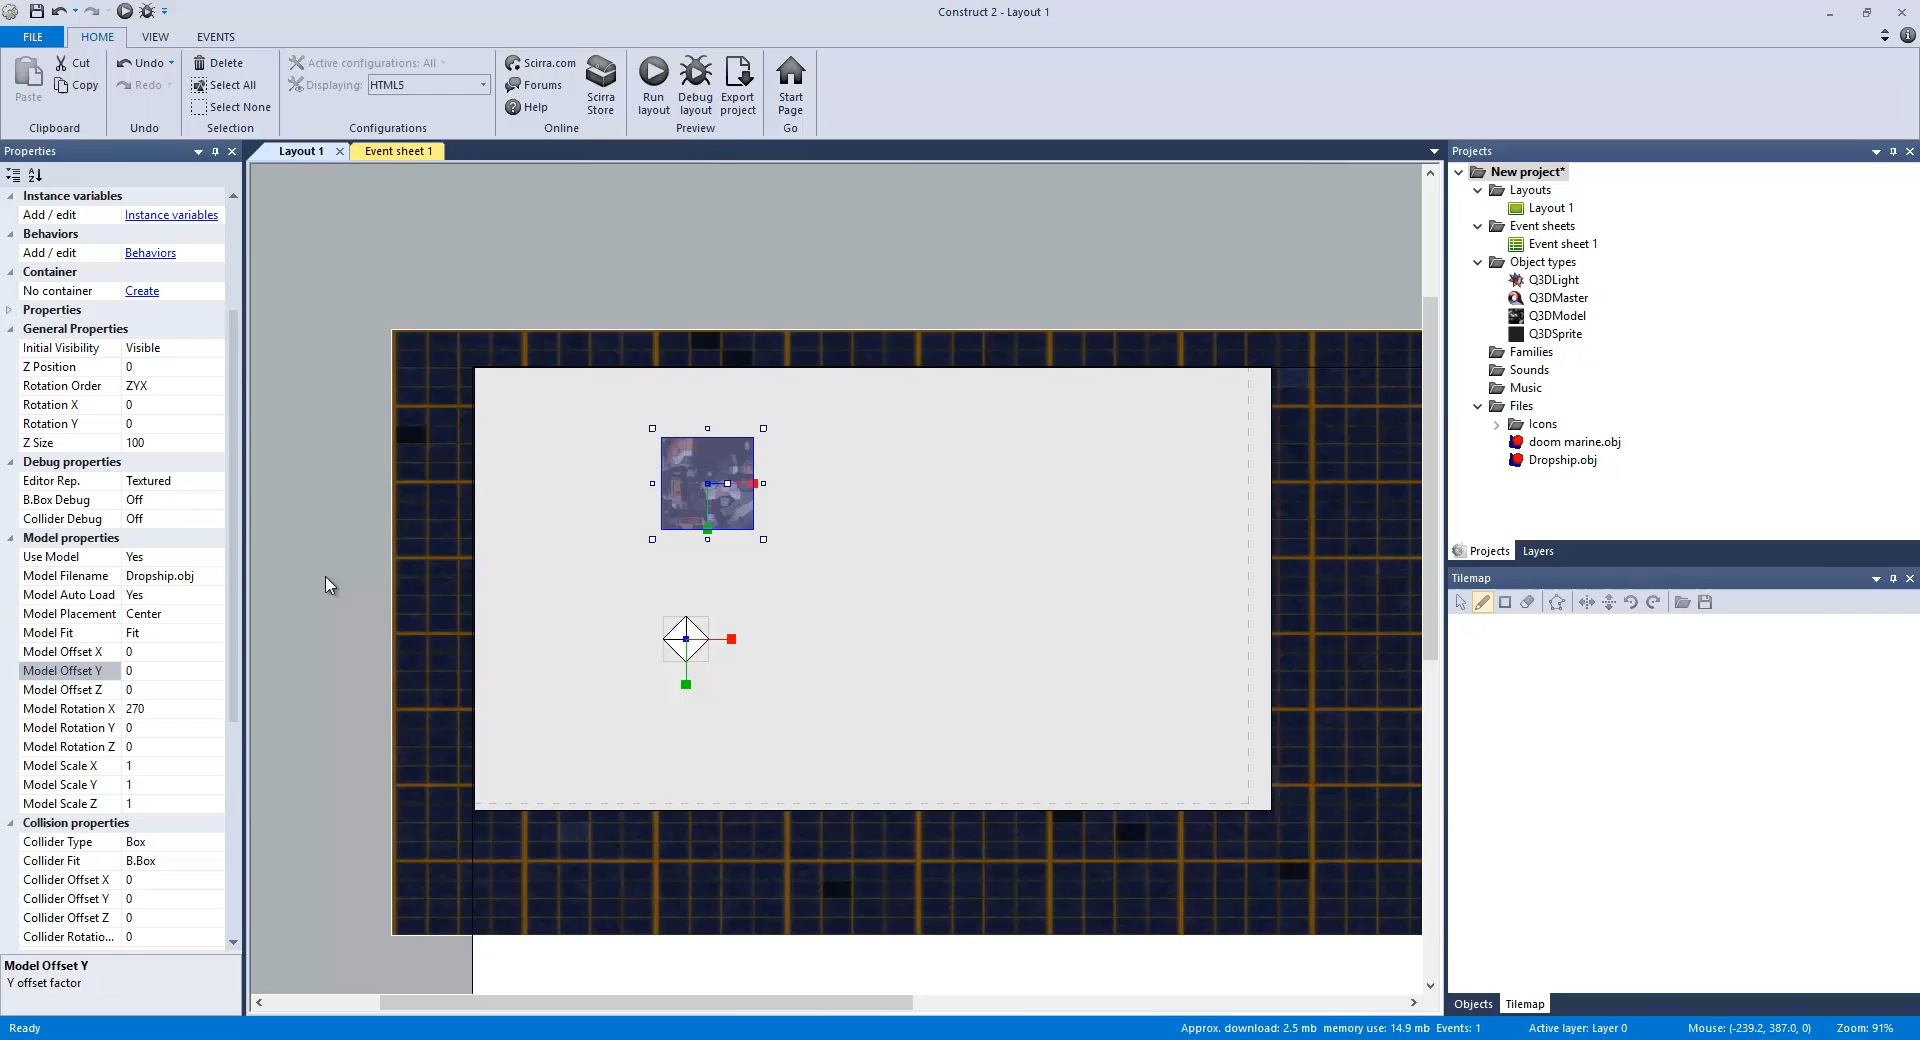 Construct 2 - Layout 1
FILE
HOME
VIEW
EVENTS
Paste
Cut
Copy
Clipboard
Undo
Redo
Undo
Delete
Select All
Select None
Selection
Active configurations: All
Displaying:
HTML5
Configurations
Scirra.com
Forums
Help
Scirra Store
Online
Run layout
Debug layout
Export project
Preview
Start Page
Go
Properties
Layout 1
Event sheet 1
Instance variables
Add / edit Instance variables
Behaviors
Add / edit Behaviors
Container
No container Create
Properties
General Properties
Initial Visibility Visible
Z Position 0
Rotation Order ZYX
Rotation X 0
Rotation Y 0
Z Size 100
Debug properties
Editor Rep. Textured
B.Box Debug Off
Collider Debug Off
Model properties
Use Model Yes
Model Filename Dropship.obj
Model Auto Load Yes
Model Placement Center
Model Fit Fit
Model Offset X 0
Model Offset Y 0
Model Offset Z 0
Model Rotation X 270
Model Rotation Y 0
Model Rotation Z 0
Model Scale X 1
Model Scale Y 1
Model Scale Z 1
Collision properties
Collider Type Box
Collider Fit B.Box
Collider Offset X 0
Collider Offset Y 0
Collider Offset Z 0
Collider Rotatio... 0
Model Offset Y
Y offset factor
Projects
New project*
Layouts
Layout 1
Event sheets
Event sheet 1
Object types
Q3DLight
Q3DMaster
Q3DModel
Q3DSprite
Families
Sounds
Music
Files
Icons
doom marine.obj
Dropship.obj
Projects
Layers
Tilemap
Objects
Tilemap
Ready
Approx. download: 2.5 mb memory use: 14.9 mb Events: 1
Active layer: Layer 0
Mouse: (-239.2, 387.0, 0)
Zoom: 91%